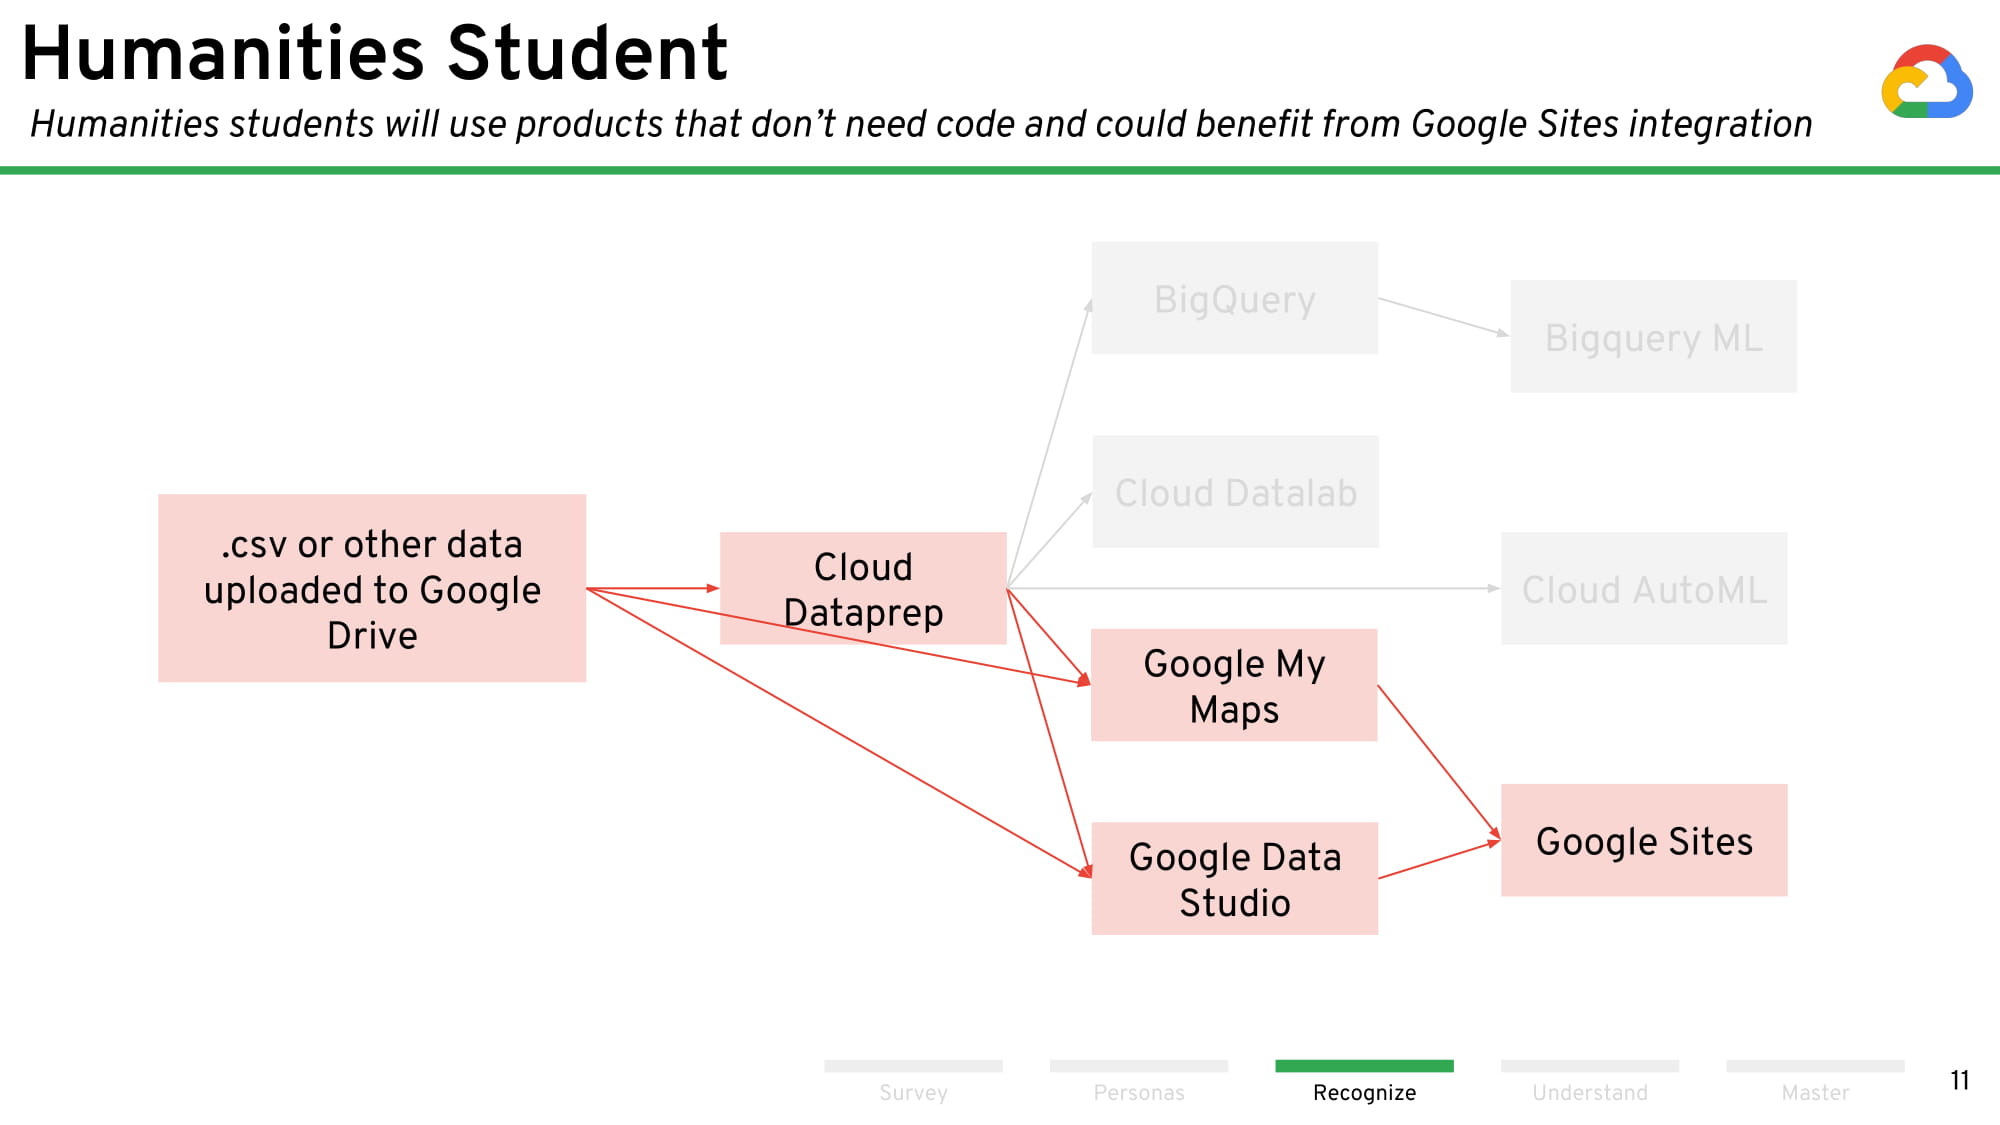 Humanities Student
Humanities students will use products that don’t need code and could benefit from Google Sites integration
BigQuery
Bigquery ML
Cloud Datalab
.csv or other data
uploaded to Google
Drive
Cloud
Dataprep
Cloud AutoML
Google My
Maps
Google Data
Studio
Google Sites
Survey
Personas
Recognize
Understand
Master
11